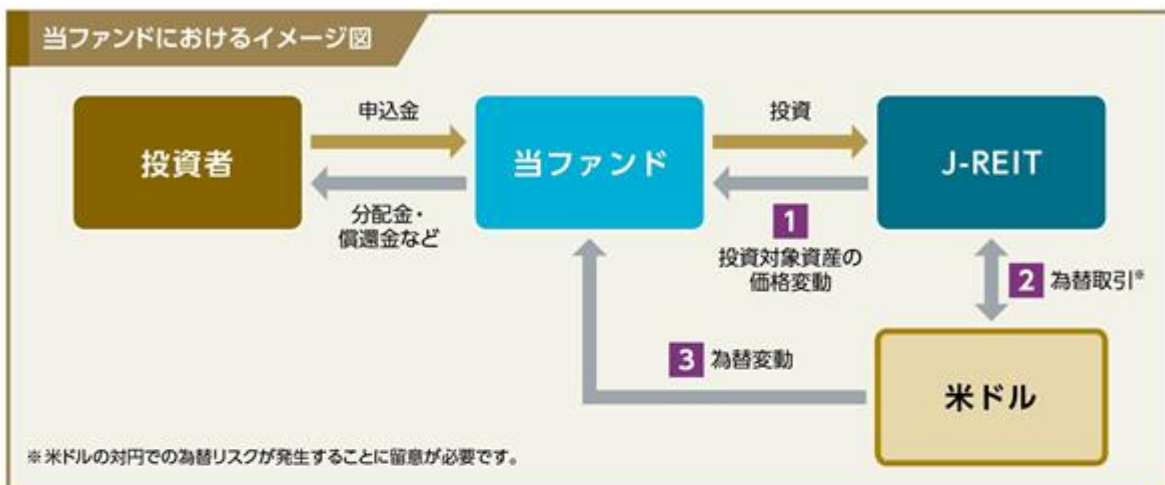 当ファンドにおけるイメージ図
投資者
申込金
分配金・
償還金など
当ファンド
投資
1
投資対象資産の
価格変動
J-REIT
2 為替取引※
3 為替変動
米ドル
※米ドルの対円での為替リスクが発生することに留意が必要です。